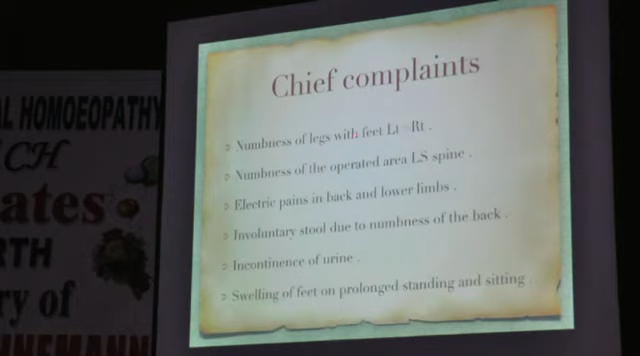 Chief complaints
Numbness of legs with feet Lt >Rt .
Numbness of the operated area LS spine .
Electric pains in back and lower limbs .
Involuntary stool due to numbness of the back .
Incontinence of urine .
Swelling of feet on prolonged standing and sitting .
L HOMOEOPATHY
CH
ates
RTH
ry of
NNEMANN